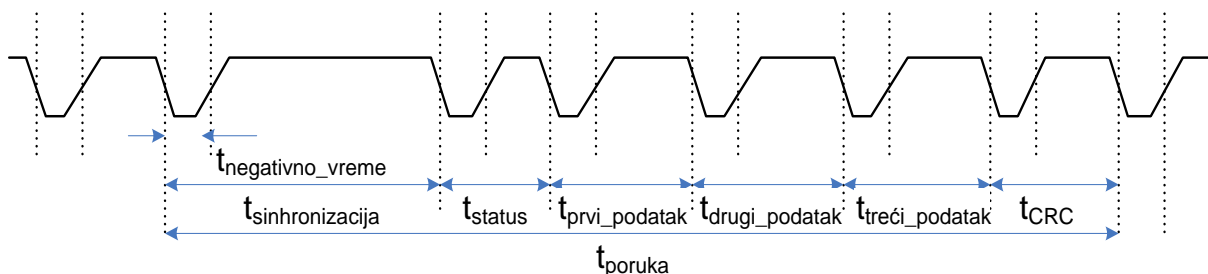 tnegativno_vreme
tsinhronizacija tstatus tprvi_podatak tdrugi_podatak ttreći_podatak tCRC
tporuka